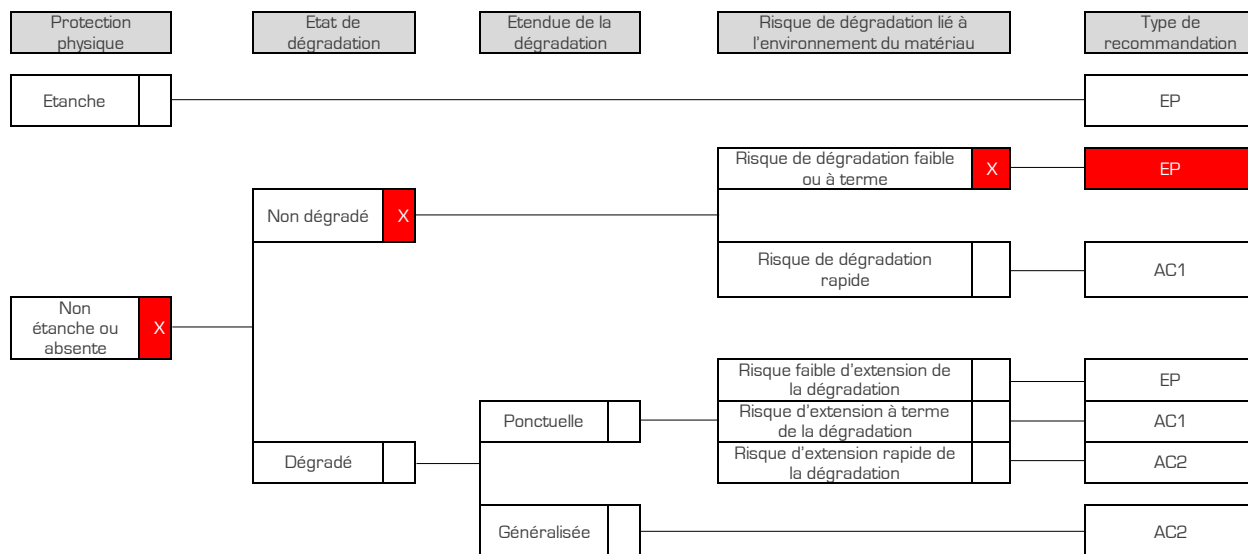 Protection
physique
Etat de
dégradation
Etendue de la
dégradation
Risque de dégradation lié à
l'environnement du matériau
Type de
recommandation
Etanche
EP
Risque de dégradation faible
ou à terme
X
EP
Non dégradé
X
Risque de dégradation
rapide
AC1
Non
étanche ou
absente
X
Risque faible d'extension de
la dégradation
EP
Ponctuelle
Risque d'extension à terme
de la dégradation
AC1
Dégradé
Risque d'extension rapide de
la dégradation
AC2
Généralisée
AC2